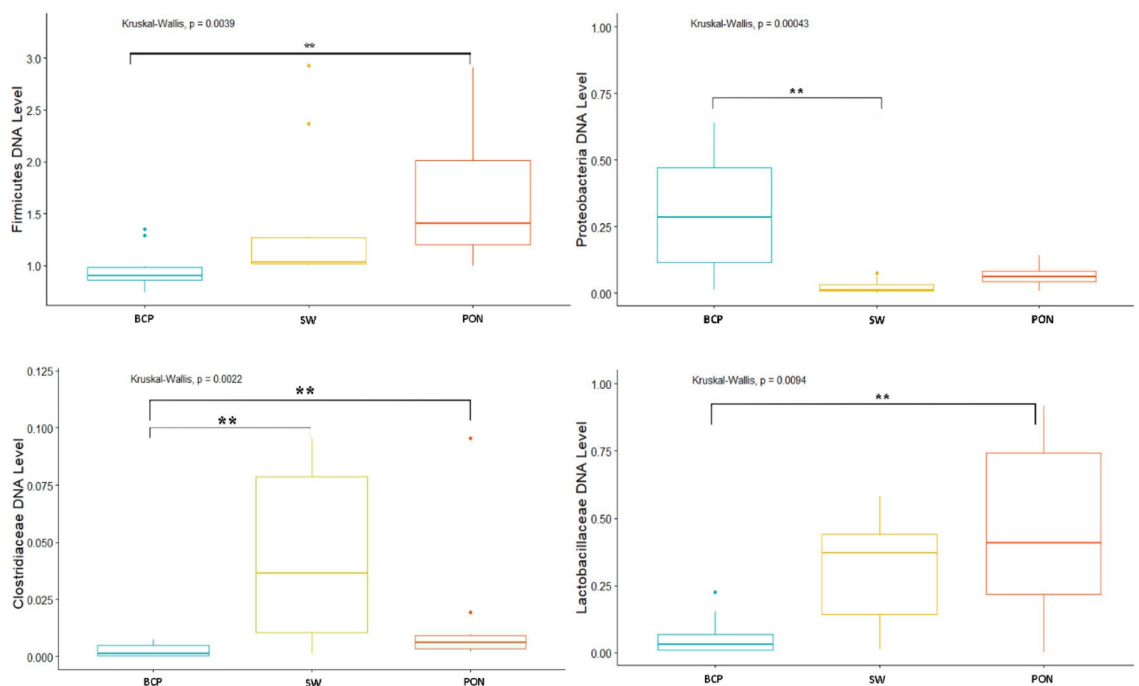 Kruskal-Wallis, p = 0.0039
**
Firmicutes DNA Level
3.0
2.5
2.0
1.5
1.0
BCP
SW
PON
Kruskal-Wallis, p = 0.00043
**
Proteobacteria DNA Level
1.00
0.75
0.50
0.25
0.00
BCP
SW
PON
Kruskal-Wallis, p = 0.0022
**
**
Clostridiaceae DNA Level
0.125
0.100
0.075
0.050
0.025
0.000
BCP
SW
PON
Kruskal-Wallis, p = 0.0094
**
Lactobacillaceae DNA Level
1.00
0.75
0.50
0.25
0.00
BCP
SW
PON